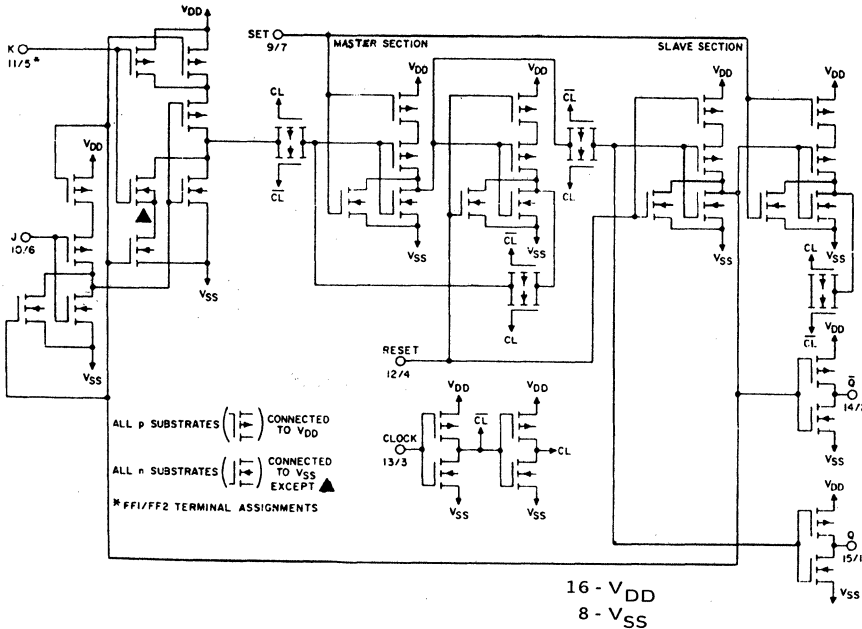 VDD
K
11/5*
SET
9/7
MASTER SECTION
SLAVE SECTION
VDD
VDD
VDD
VDD
CL
CL
VDD
CL
CL
J
10/6
VSS
VSS
VSS
VSS
VSS
CL
CL
CL
CL
VSS
RESET
12/4
VDD
VDD
VDD
Q
14/
ALL p SUBSTRATES ( ) CONNECTED TO VDD
CL
CLOCK
13/3
CL
VSS
ALL n SUBSTRATES ( ) CONNECTED TO VSS EXCEPT ▲
VSS
VSS
VDD
* FF1/FF2 TERMINAL ASSIGNMENTS
Q
15/1
VSS
16 - VDD
8 - VSS